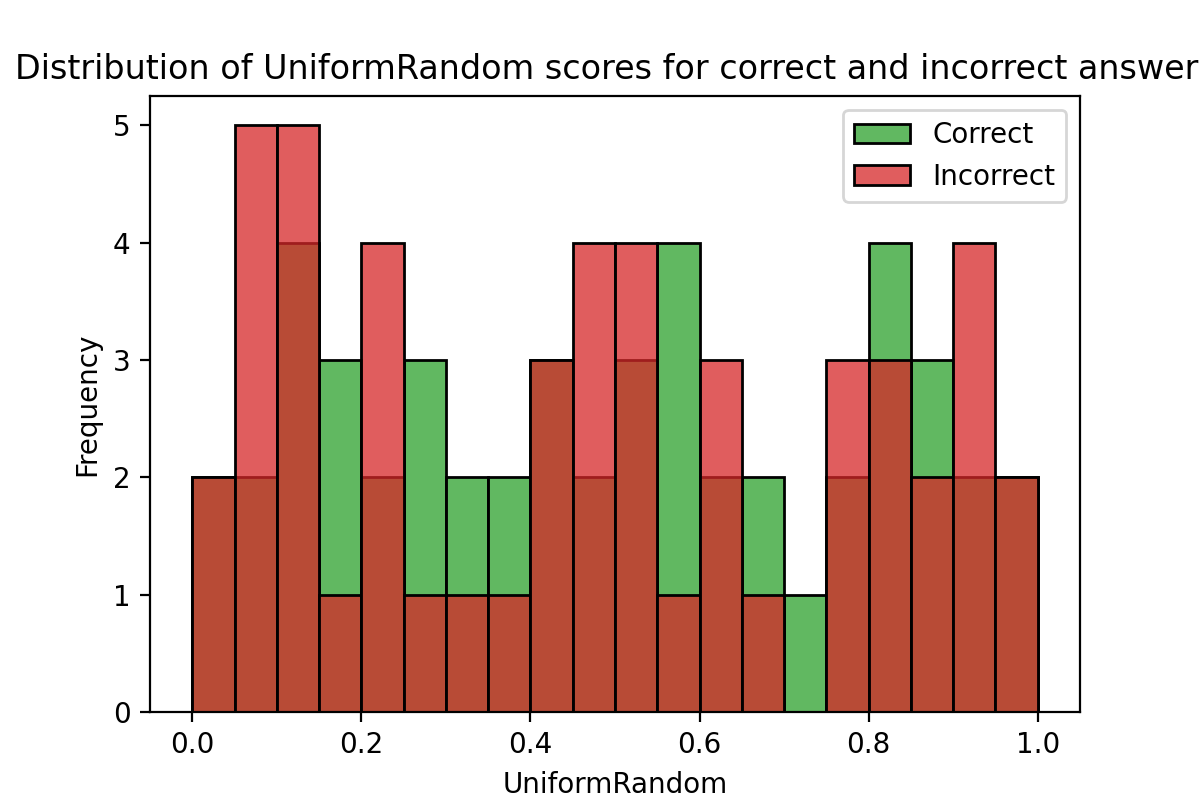 Distribution of UniformRandom scores for correct and incorrect answer
Correct
Incorrect
Frequency
5
4
3
2
1
0
0.0 0.2 0.4 0.6 0.8 1.0
UniformRandom